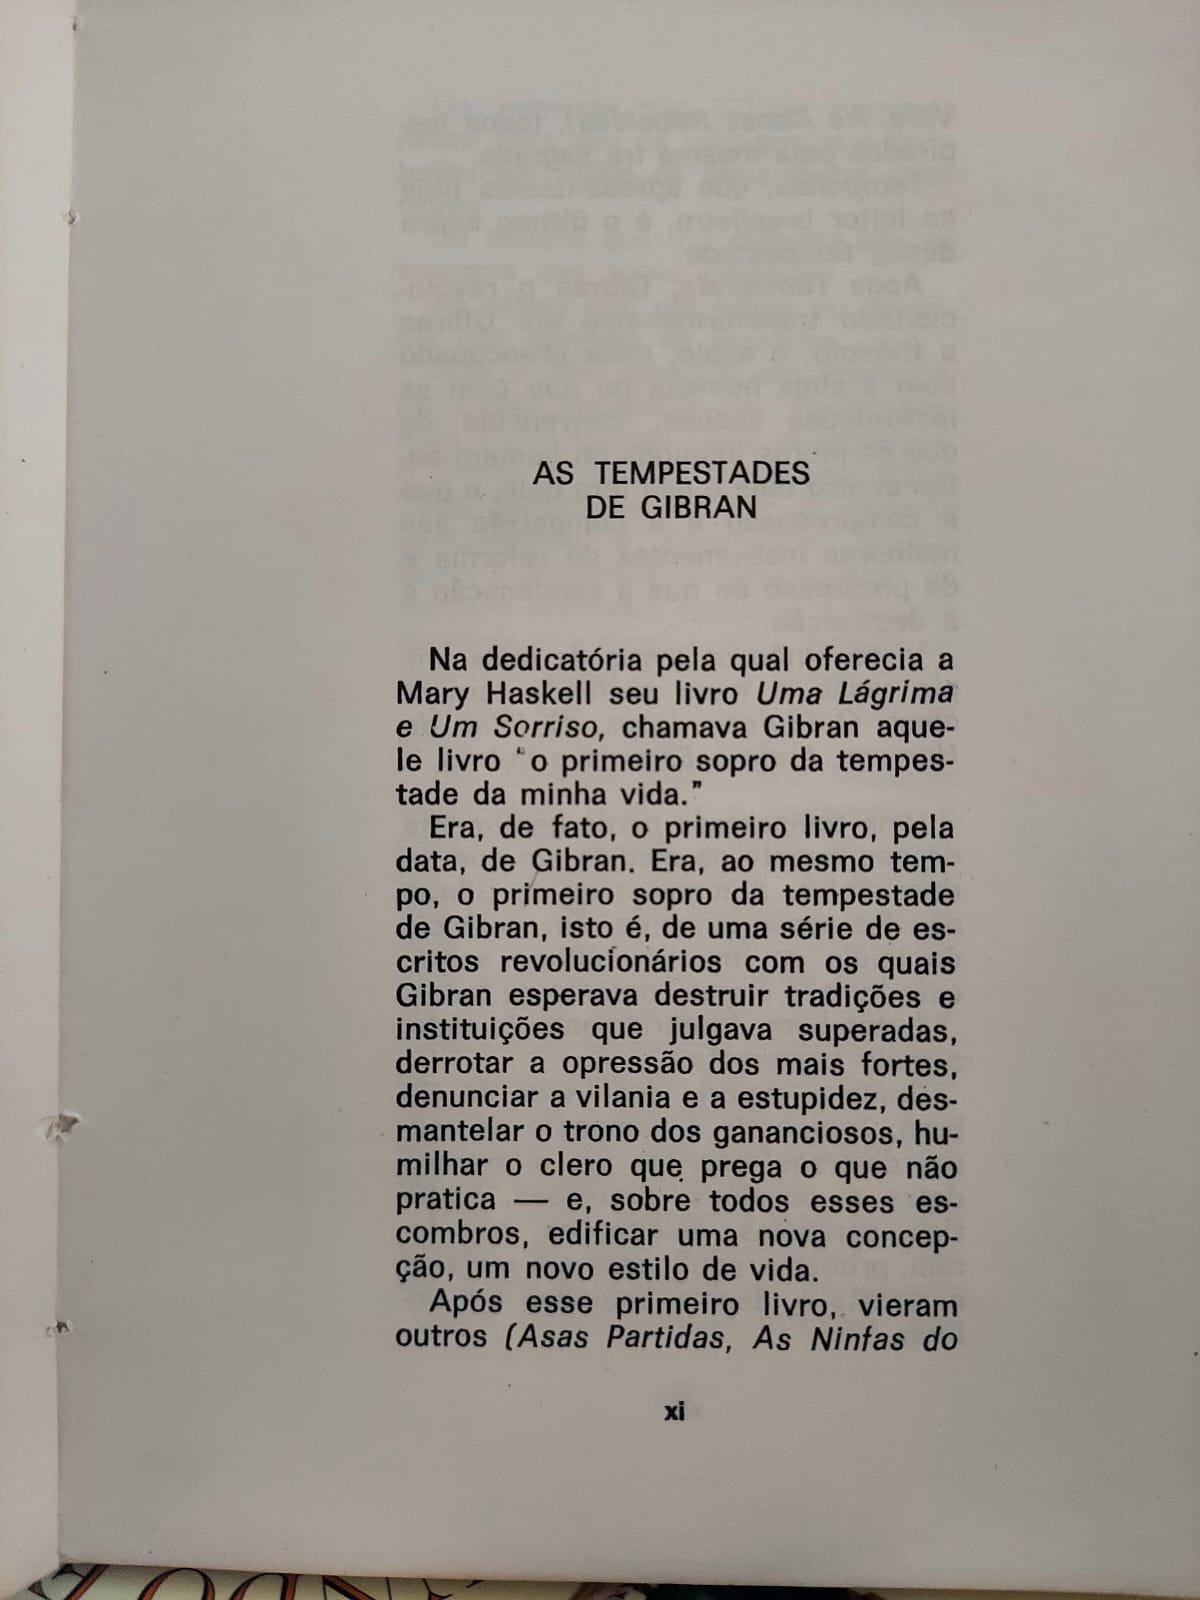 AS TEMPESTADES
DE GIBRAN
Na dedicatória pela qual oferecia a
Mary Haskell seu livro Uma Lágrima
e Um Sorriso, chamava Gibran aque-
le livro "o primeiro sopro da tempes-
tade da minha vida."
Era, de fato, o primeiro livro, pela
data, de Gibran. Era, ao mesmo tem-
po, o primeiro sopro da tempestade
de Gibran, isto é, de uma série de es-
critos revolucionários com os quais
Gibran esperava destruir tradições e
instituições que julgava superadas,
derrotar a opressão dos mais fortes,
denunciar a vilania e a estupidez, des-
mantelar o trono dos gananciosos, hu-
milhar o clero que prega o que não
pratica — e, sobre todos esses es-
combros, edificar uma nova concep-
ção, um novo estilo de vida.
Após esse primeiro livro, vieram
outros (Asas Partidas, As Ninfas do
xi